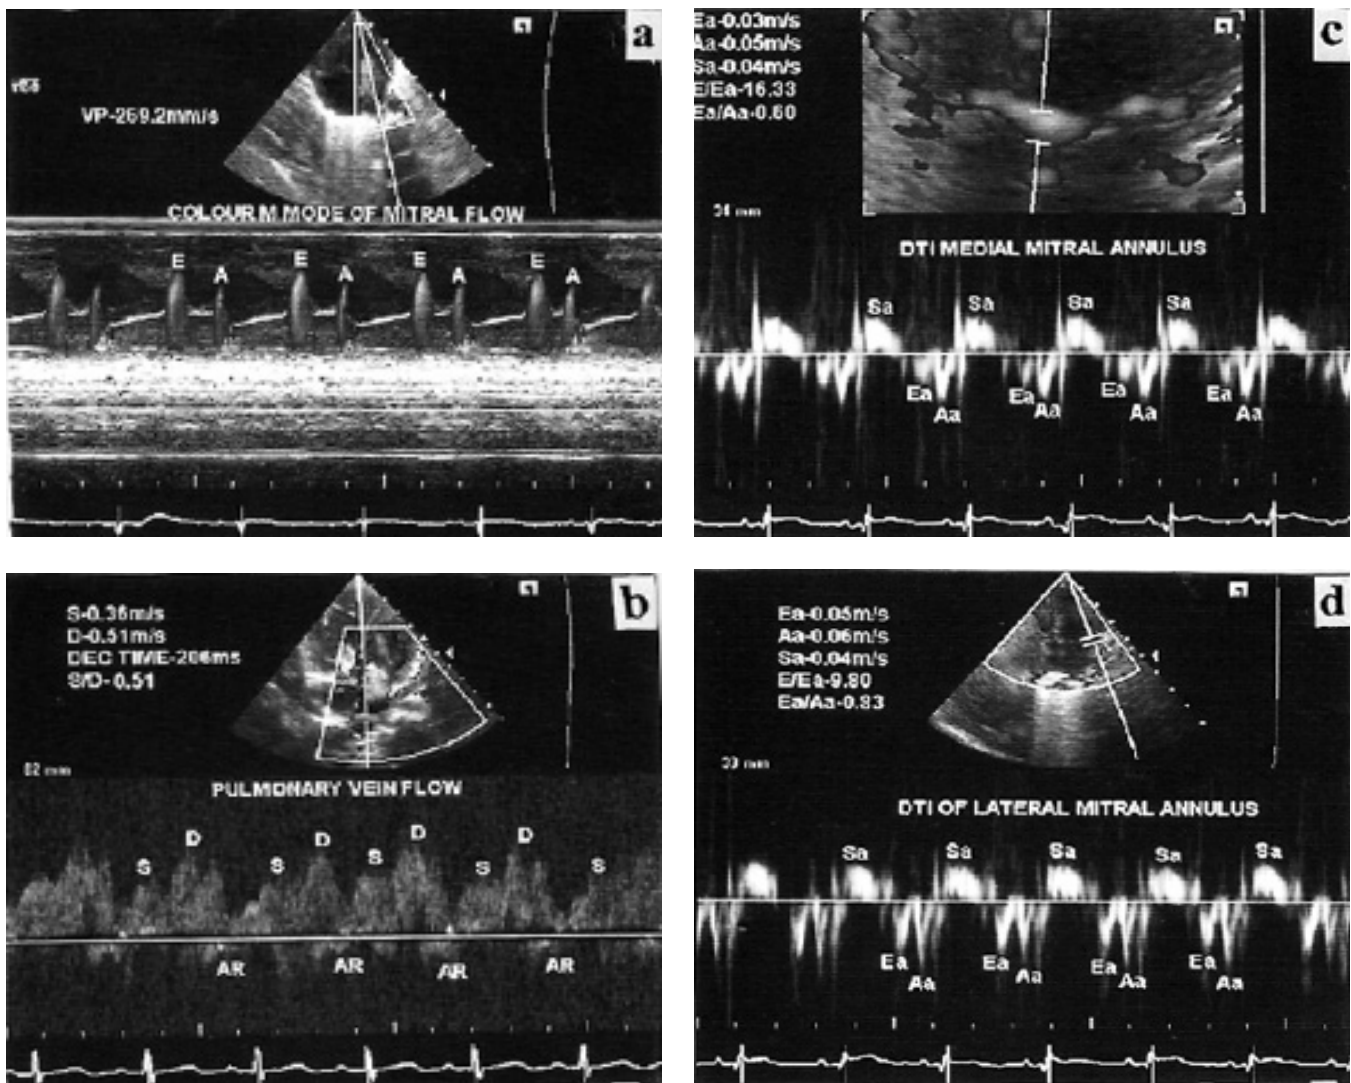 a
VP-269.2mm/s
COLOUR M MODE OF MITRAL FLOW
E E E E
A A A A
c
Ea-0.03m/s
Aa-0.05m/s
Sa-0.04m/s
E/Ea-16.33
Ea/Aa-0.60
DTI MEDIAL MITRAL ANNULUS
Sa Sa Sa Sa
Ea Ea Ea Ea
Aa Aa Aa Aa
b
S-0.36m/s
D-0.51m/s
DEC TIME-206ms
S/D-0.51
82 mm
PULMONARY VEIN FLOW
D D D D
S S S S S
AR AR AR AR
d
Ea-0.05m/s
Aa-0.06m/s
Sa-0.04m/s
E/Ea-9.80
Ea/Aa-0.83
DTI OF LATERAL MITRAL ANNULUS
Sa Sa Sa Sa Sa
Ea Ea Ea Ea
Aa Aa Aa Aa